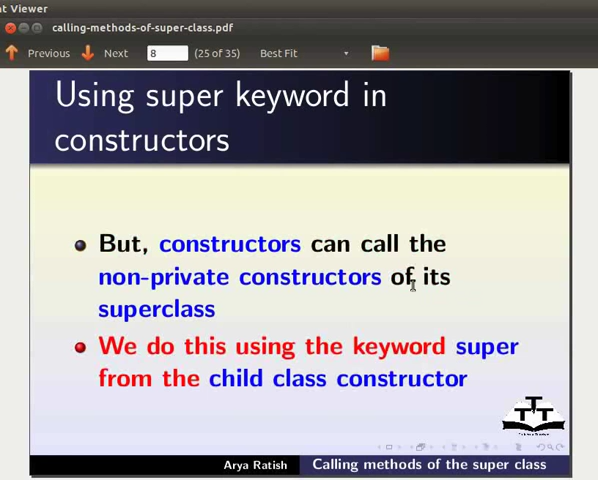 nt Viewer
calling-methods-of-super-class.pdf
Previous Next 8 (25 of 35) Best Fit
Using super keyword in
constructors
But, constructors can call the
non-private constructors of its
superclass
We do this using the keyword super
from the child class constructor
TTT
Arya Ratish Calling methods of the super class